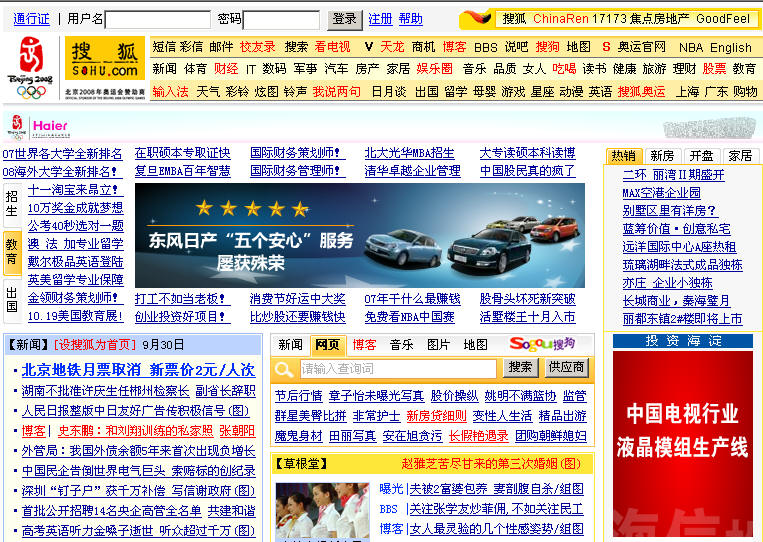 通行证 | 用户名 密码 登录 注册 帮助
搜狐 ChinaRen 17173 焦点房地产 GoodFeel
Beijing 2008
搜狐
SOHU.com
北京2008年奥运会赞助商
短信 彩信 邮件 校友录 搜索 看电视 V 天龙 商机 博客 BBS 说吧 搜狗 地图 S 奥运官网 NBA English
新闻 体育 财经 IT 数码 军事 汽车 房产 家居 娱乐圈 音乐 品质 女人 吃喝 读书 健康 旅游 理财 股票 教育
输入法 天气 彩铃 炫图 铃声 我说两句 日月谈 出国 留学 母婴 游戏 星座 动漫 英语 搜狐奥运 上海 广东 购物
Haier
07世界各大学全新排名
08海外大学全新排名!
招生
教育
出国
十一淘宝来昂立!
10万奖金成就梦想
公考40秒选对一题
澳 法 加专业留学
戴尔极品英语登陆
英美留学专业保障
金领财务策划师!
10.19美国教育展!
在职硕本专取证快 国际财务策划师! 北大光华MBA招生 大专读硕本科读博
复旦EMBA百年智慧 国际财务管理师! 清华卓越企业管理 中国股民真的疯了
东风日产“五个安心”服务
屡获殊荣
打工不如当老板! 消费节好运中大奖 07年千什么最赚钱 股骨头坏死新突破
创业投资好项目! 比炒股还要赚快钱 免费看NBA中国赛 活墅楼王十月入市
热销 新房 开盘 家居
二环 丽湾Ⅱ期盛开
MAX空港企业园
别墅区里有洋房?
蓝筹价值·创意私宅
远洋国际中心A座热租
琉璃湖畔法式成品独栋
亦庄 企业小独栋
长城商业,秦海望月
丽都东镇2#楼即将上市
投资海淀
中国电视行业
液晶模组生产线
【新闻】[设搜狐为首页] 9月30日
北京地铁月票取消 新票价2元/人次
湖南不批准许庆生任郴州检察长 副省长辞职
人民日报整版中日友好广告传积极信号(图)
博客| 史东鹏:和刘翔训练的私家照 张朝阳
外管局:我国外债余额5年来首次出现负增长
中国民企告倒世界电气巨头 索赔标的创纪录
深圳“钉子户”获千万补偿 写信谢政府(图)
首批公开招聘14名央企高管全名单 共建和谐
高考英语听力金嗓子逝世 听众超过千万(图)
新闻 网页 博客 音乐 图片 地图 Sogou搜狗
请输入查询词 搜索 供应商
节后行情 章子怡未曝光写真 股价操纵 姚明不满篮协 监管
群星美臀比拼 非常护士 新房贷细则 变性人生活 精品出游
魔鬼身材 田丽写真 安在旭贪污 长假艳遇录 团购朝鲜媳妇
【草根堂】 赵雅芝苦尽甘来的第三次婚姻(图)
曝光|夫被2富婆包养 妻剖腹自杀/组图
BBS |关注张学友炒菲佣,不如关注民工
博客|女人最灵验的几个性感姿势/组图